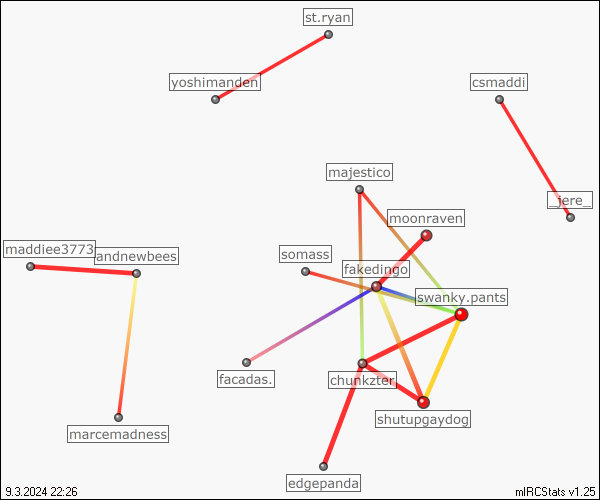 st.ryan
yoshimanden
csmaddi
majestico
_jere_
moonraven
maddiee3773
andnewbees
somass
fakedingo
swanky.pants
facadas.
chunkzter
shutupgaydog
marcemadness
edgepanda
9.3.2024 22:26
mIRCStats v1.25